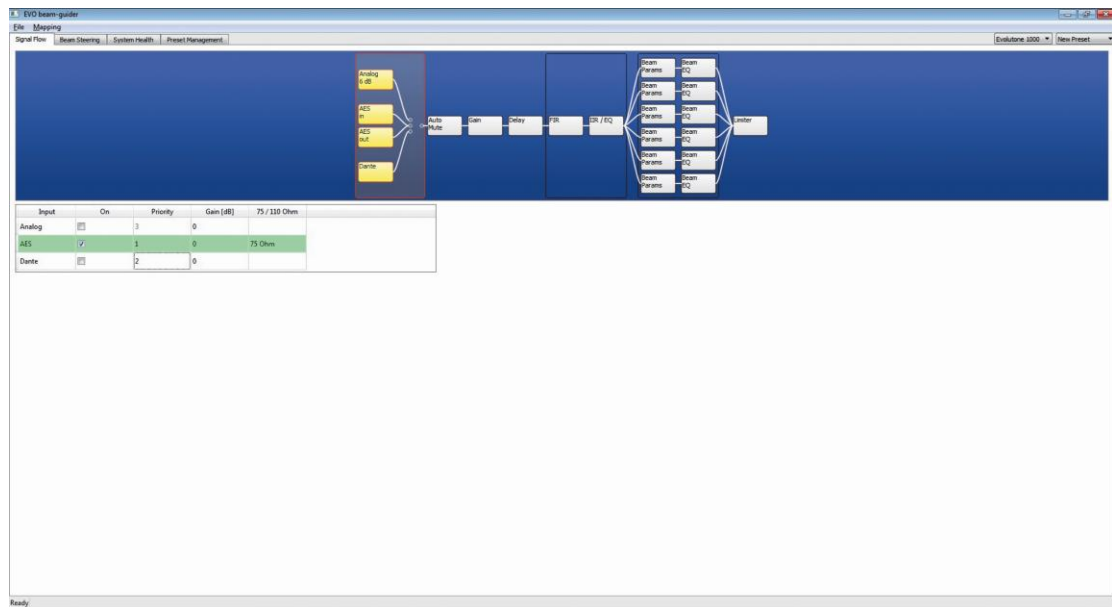 EVO beam-guider
File Mapping
Signal Flow Beam Steering System Health Preset Management Evolutone 1000 New Preset
Analog
6 dB
AES
in
AES
out
Dante
Auto
Mute
Gain
Delay
FIR
IIR / EQ
Beam
Params
Beam
EQ
Beam
Params
Beam
EQ
Beam
Params
Beam
EQ
Beam
Params
Beam
EQ
Beam
Params
Beam
EQ
Beam
Params
Beam
EQ
Limiter
Input On Priority Gain [dB] 75 / 110 Ohm
Analog 3 0
AES 1 0 75 Ohm
Dante 2 0
Ready